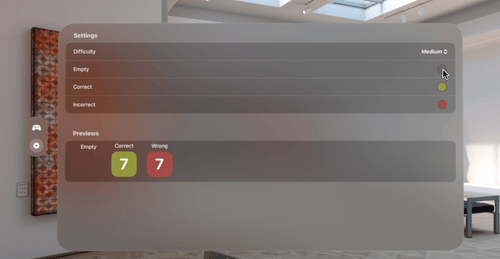 Settings
Difficulty Medium
Empty
Correct
Incorrect
Previews
Empty Correct Wrong
7 7